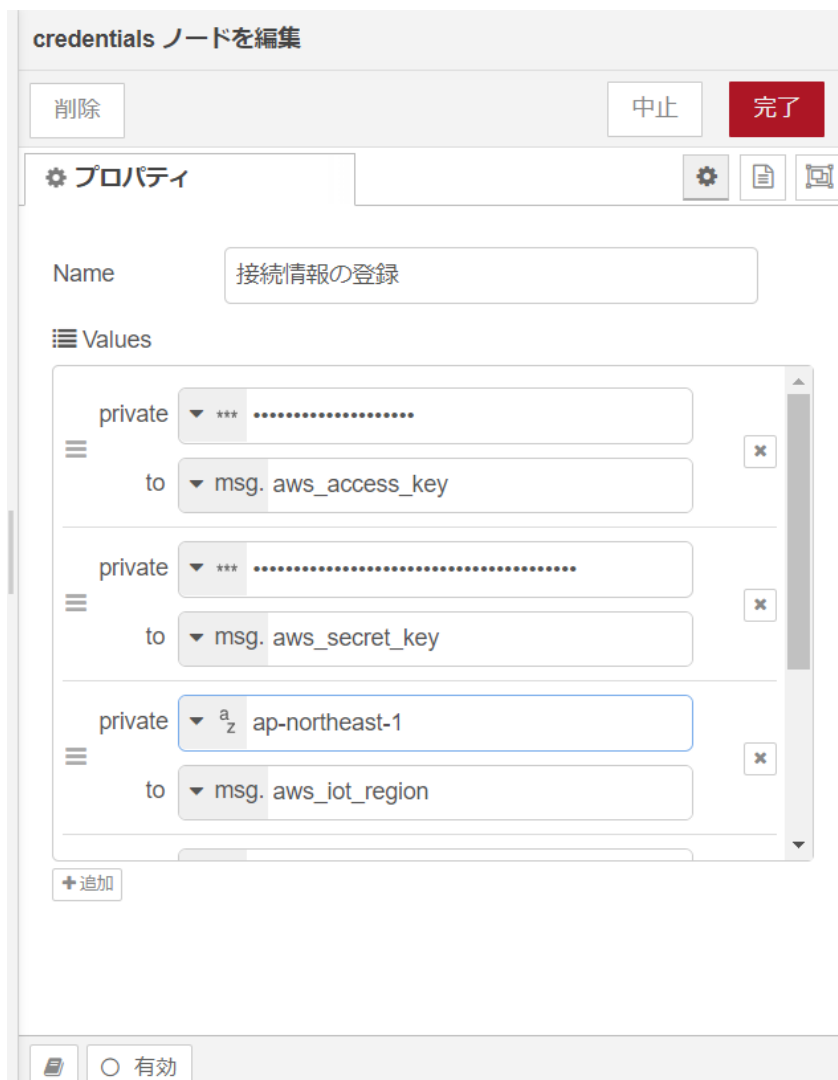 credentials ノードを編集
削除
中止
完了
プロパティ
Name
接続情報の登録
Values
private
*** ••••••••••••••••••••
to
msg. aws_access_key
private
*** ••••••••••••••••••••••••••••••••••••••••
to
msg. aws_secret_key
private
az ap-northeast-1
to
msg. aws_iot_region
追加
有効